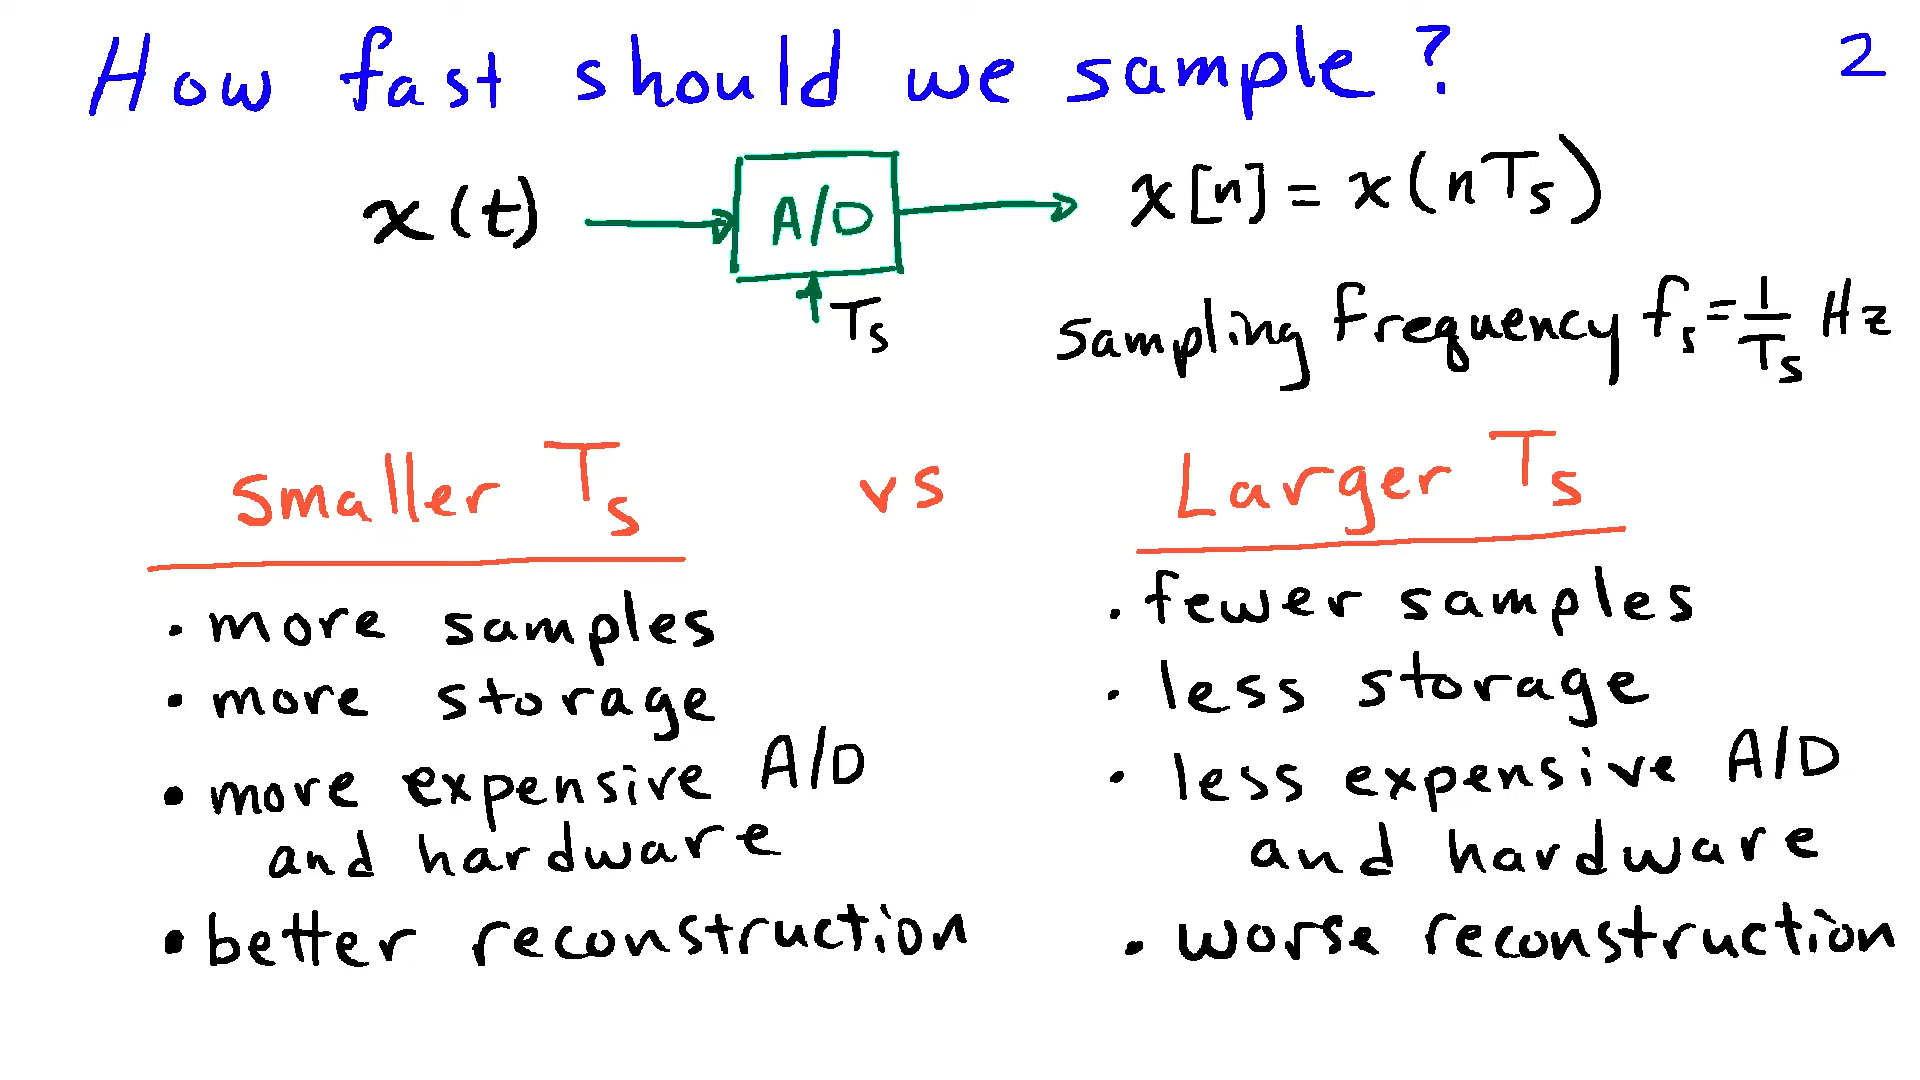 How fast should we sample? 2
x(t) A/D x[n] = x(nTs)
Ts
Sampling Frequency fs = 1/Ts Hz
Smaller Ts vs Larger Ts
• more samples
• more storage
• more expensive A/D
and hardware
• better reconstruction
• fewer samples
• less storage
• less expensive A/D
and hardware
• worse reconstruction